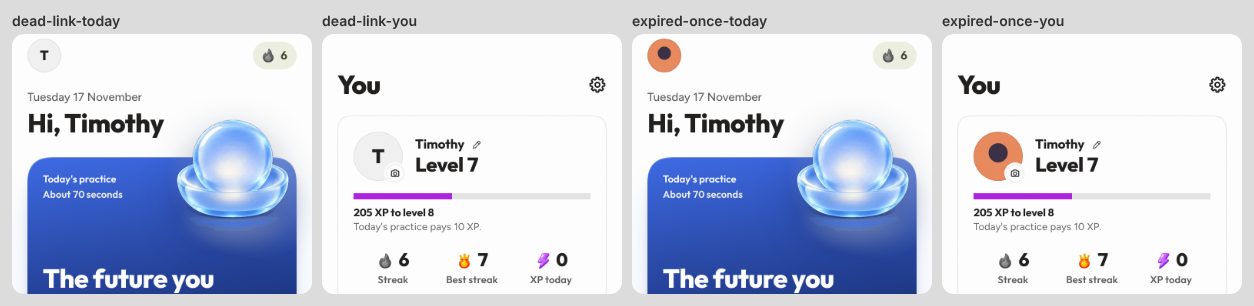 dead-link-today
T
6
Tuesday 17 November
Hi, Timothy
Today's practice
About 70 seconds
The future you
dead-link-you
You
T
Timothy
Level 7
205 XP to level 8
Today's practice pays 10 XP.
6
Streak
7
Best streak
0
XP today
expired-once-today
6
Tuesday 17 November
Hi, Timothy
Today's practice
About 70 seconds
The future you
expired-once-you
You
Timothy
Level 7
205 XP to level 8
Today's practice pays 10 XP.
6
Streak
7
Best streak
0
XP today